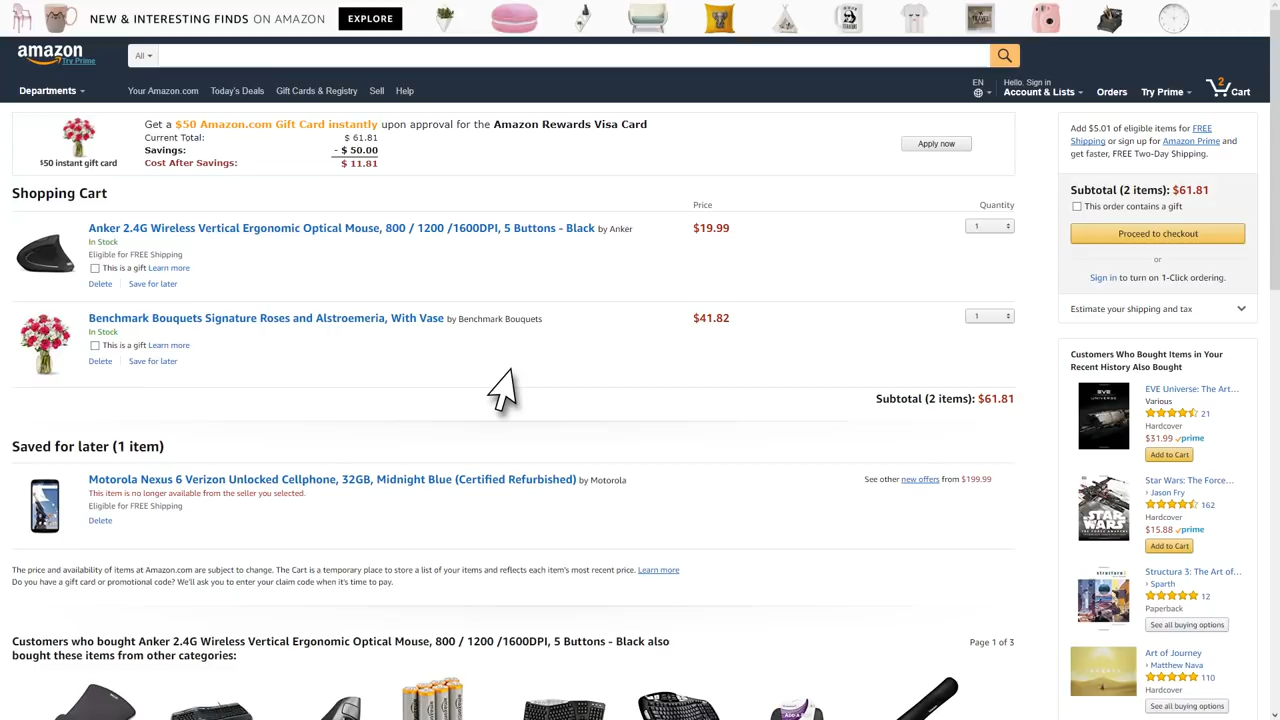 NEW & INTERESTING FINDS ON AMAZON EXPLORE
amazon
Try Prime
All
EN
Hello. Sign in
Departments Your Amazon.com Today's Deals Gift Cards & Registry Sell Help Account & Lists Orders Try Prime 2 Cart
$50 instant gift card
Get a $50 Amazon.com Gift Card instantly upon approval for the Amazon Rewards Visa Card
Current Total: $ 61.81
Savings: - $ 50.00
Cost After Savings: $ 11.81
Apply now
Shopping Cart
Price Quantity
Anker 2.4G Wireless Vertical Ergonomic Optical Mouse, 800 / 1200 /1600DPI, 5 Buttons - Black by Anker $19.99 1
In Stock
Eligible for FREE Shipping
This is a gift Learn more
Delete Save for later
Benchmark Bouquets Signature Roses and Alstroemeria, With Vase by Benchmark Bouquets $41.82 1
In Stock
This is a gift Learn more
Delete Save for later
Subtotal (2 items): $61.81
Saved for later (1 item)
Motorola Nexus 6 Verizon Unlocked Cellphone, 32GB, Midnight Blue (Certified Refurbished) by Motorola See other new offers from $199.99
This item is no longer available from the seller you selected.
Eligible for FREE Shipping
Delete
The price and availability of items at Amazon.com are subject to change. The Cart is a temporary place to store a list of your items and reflects each item's most recent price. Learn more
Do you have a gift card or promotional code? We'll ask you to enter your claim code when it's time to pay.
Customers who bought Anker 2.4G Wireless Vertical Ergonomic Optical Mouse, 800 / 1200 /1600DPI, 5 Buttons - Black also
bought these items from other categories:
Page 1 of 3
Add $5.01 of eligible items for FREE
Shipping or sign up for Amazon Prime and
get faster, FREE Two-Day Shipping.
Subtotal (2 items): $61.81
This order contains a gift
Proceed to checkout
or
Sign in to turn on 1-Click ordering.
Estimate your shipping and tax
Customers Who Bought Items in Your
Recent History Also Bought
EVE Universe: The Art...
Various
21
Hardcover
$31.99 prime
Add to Cart
Star Wars: The Force...
› Jason Fry
162
Hardcover
$15.88 prime
Add to Cart
Structura 3: The Art of...
› Sparth
12
Paperback
See all buying options
Art of Journey
› Matthew Nava
110
Hardcover
See all buying options